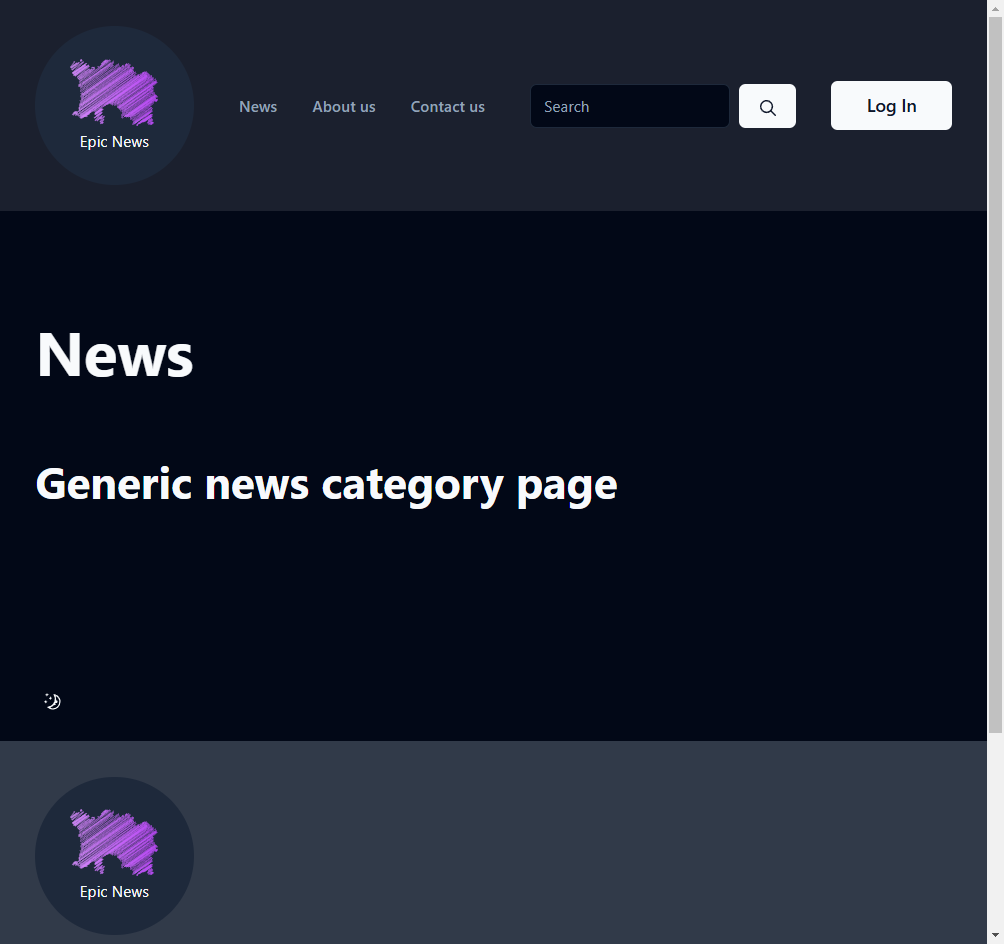 Epic News
News
About us
Contact us
Search
Log In
News
Generic news category page
Epic News